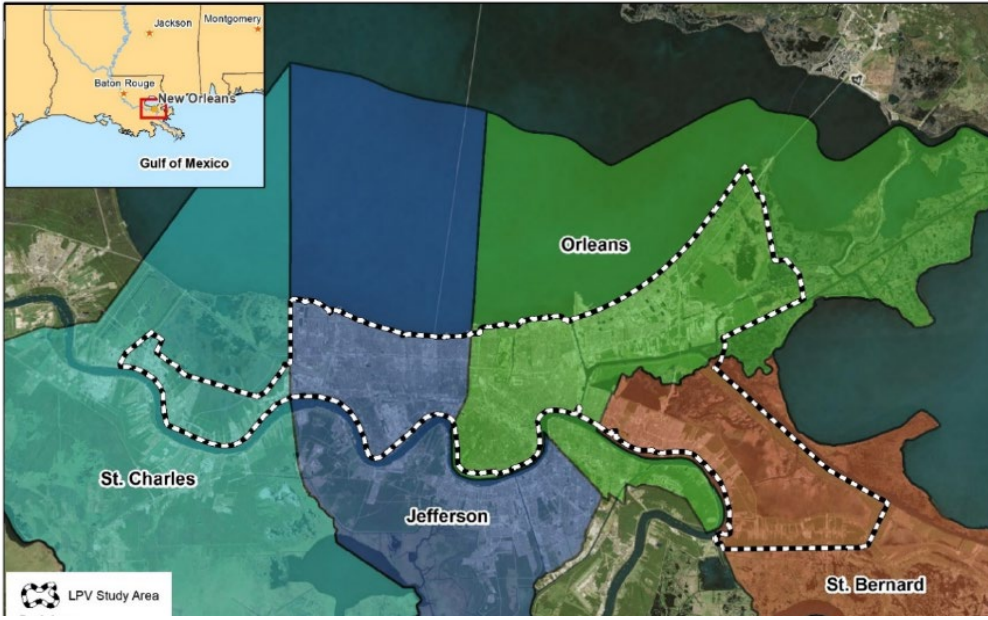 Jackson
Montgomery
Baton Rouge
New Orleans
Gulf of Mexico
Orleans
St. Charles
Jefferson
St. Bernard
LPV Study Area